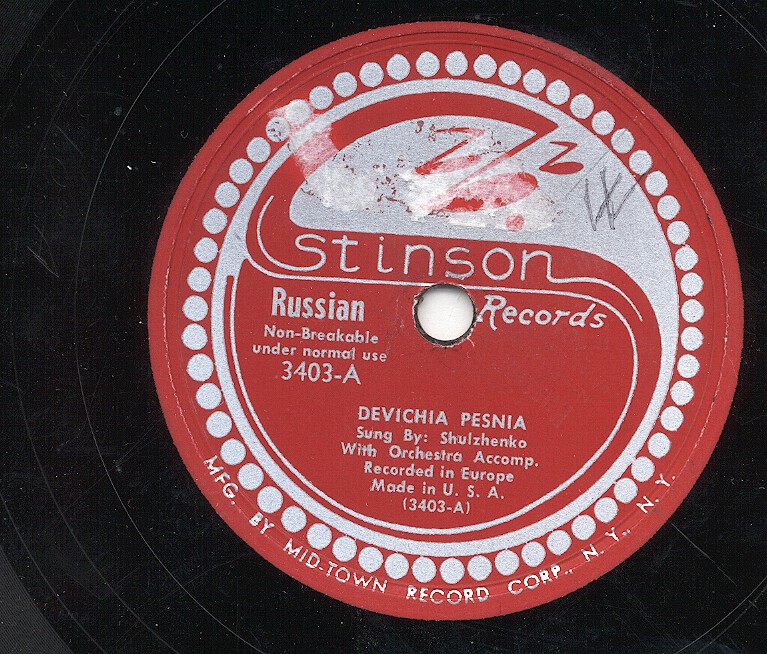 Stinson
Records
Russian
Non-Breakable
under normal use
3403-A
DEVICHIA PESNIA
Sung By: Shulzhenko
With Orchestra Accomp.
Recorded in Europe
Made in U. S. A.
(3403-A)
MFG. BY MID-TOWN RECORD CORP., N. Y., N. Y.